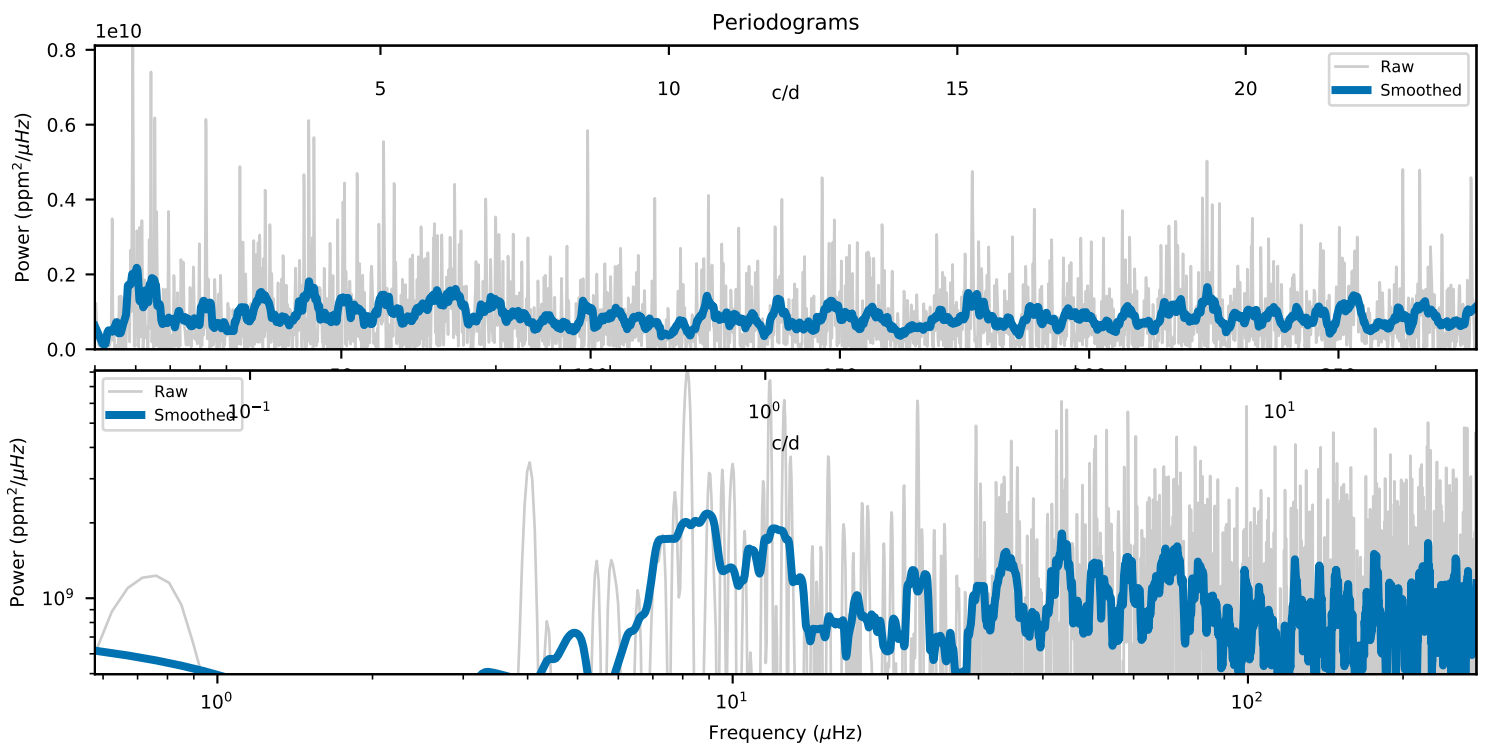 Periodograms
1e10
0.8
0.6
0.4
0.2
0.0
Power (ppm²/μHz)
5
10
15
20
c/d
Raw
Smoothed
Raw
Smoothed
10⁻¹
10⁰
10¹
c/d
10⁹
Power (ppm²/μHz)
10⁰
10¹
10²
Frequency (μHz)